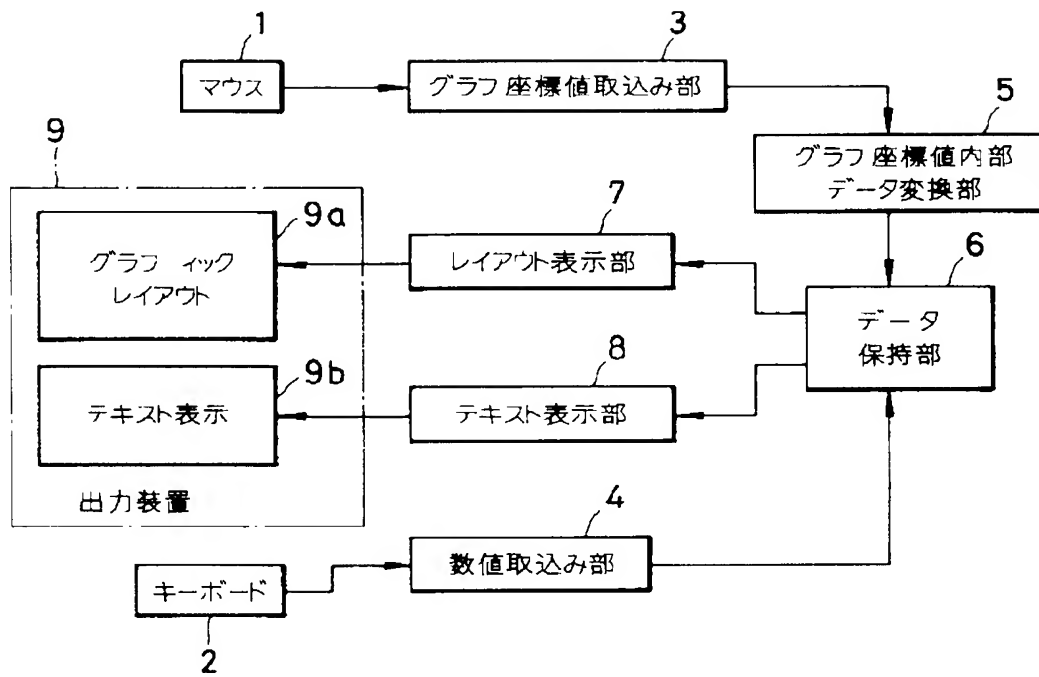 1
マウス
3
グラフ座標値取込み部
5
グラフ座標値内部
データ変換部
9
9a
グラフィック
レイアウト
7
レイアウト表示部
6
データ
保持部
9b
テキスト表示
8
テキスト表示部
出力装置
4
数値取込み部
キーボード
2